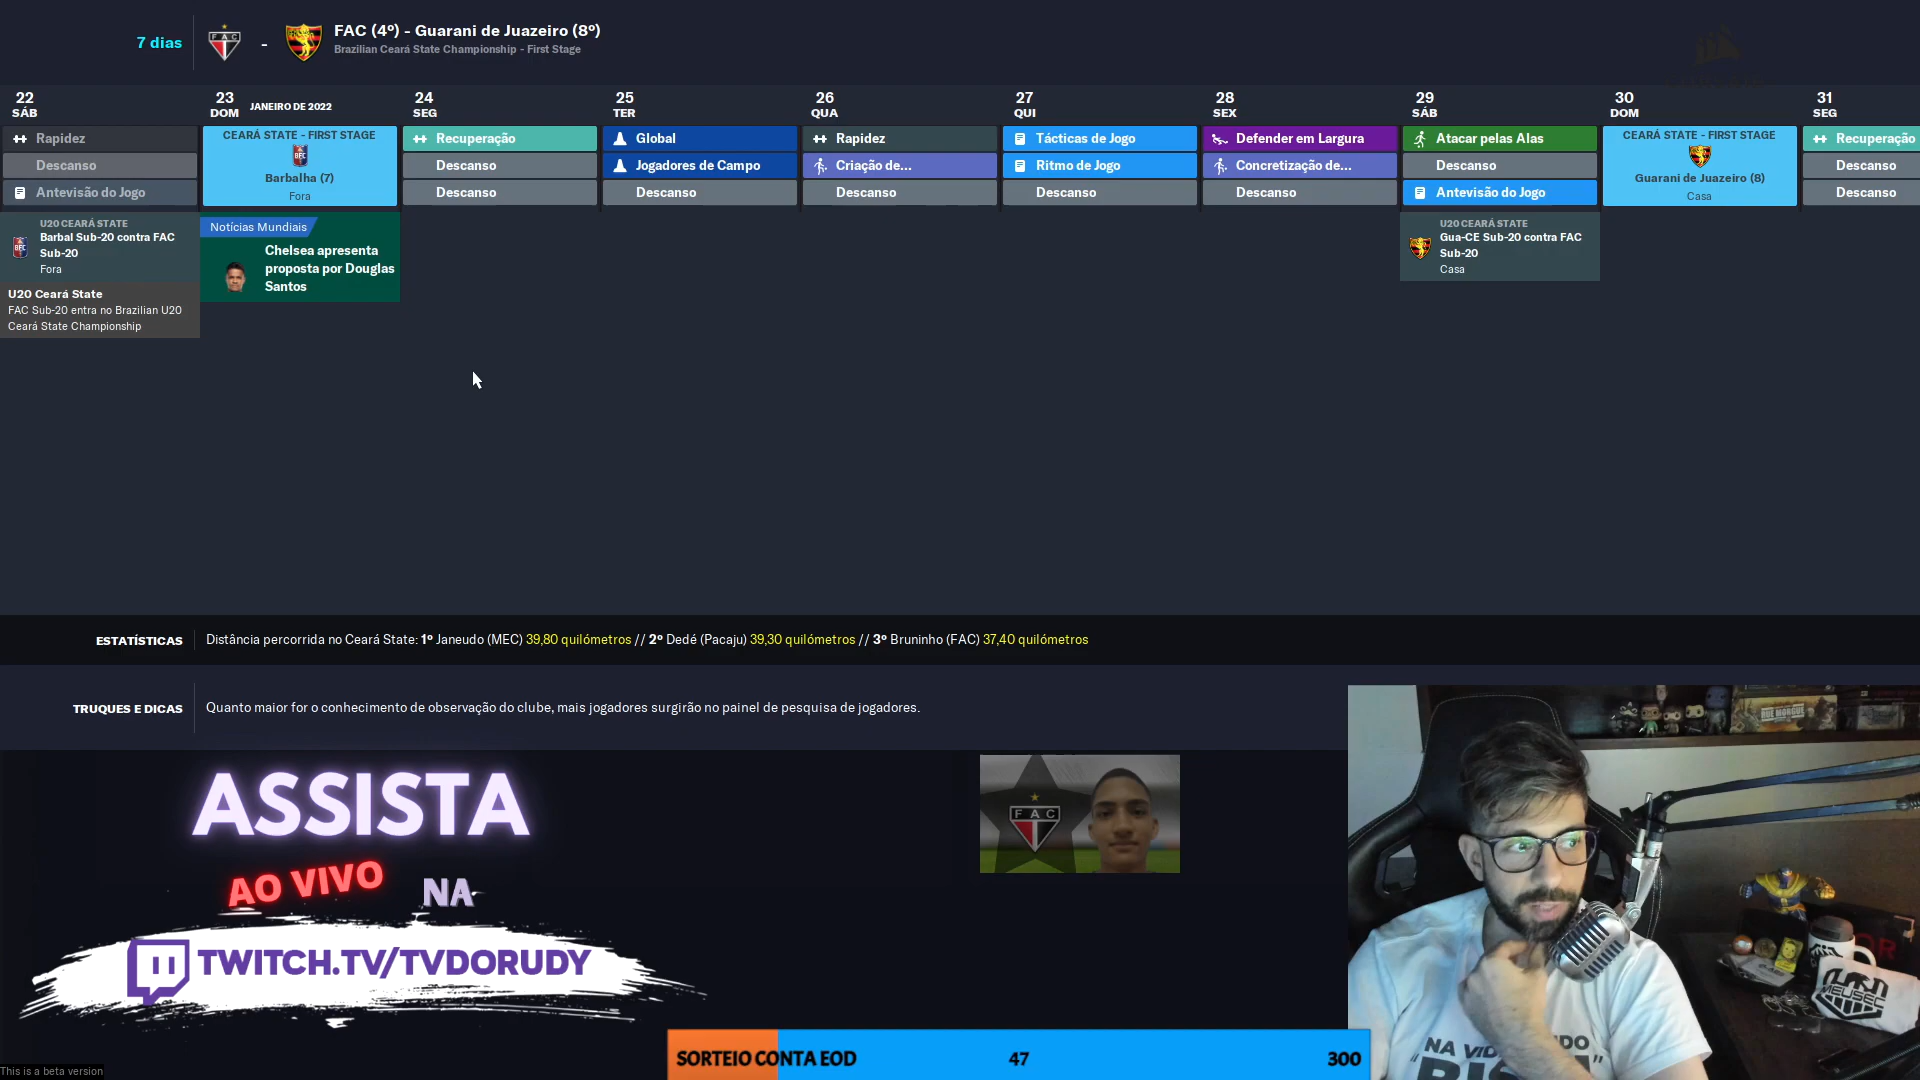 7 dias
FAC
-
FAC (4º) - Guarani de Juazeiro (8º)
Brazilian Ceará State Championship - First Stage
22
SÁB
23
DOM
JANEIRO DE 2022
24
SEG
25
TER
26
QUA
27
QUI
28
SEX
29
SÁB
30
DOM
31
SEG
Rapidez
Descanso
Antevisão do Jogo
CEARÁ STATE - FIRST STAGE
BFC
Barbalha (7)
Fora
Recuperação
Descanso
Descanso
Global
Jogadores de Campo
Descanso
Rapidez
Criação de...
Descanso
Tácticas de Jogo
Ritmo de Jogo
Descanso
Defender em Largura
Concretização de...
Descanso
Atacar pelas Alas
Descanso
Antevisão do Jogo
CEARÁ STATE - FIRST STAGE
Guarani de Juazeiro (8)
Casa
Recuperação
Descanso
Descanso
U20 CEARÁ STATE
BFC
Barbal Sub-20 contra FAC
Sub-20
Fora
U20 Ceará State
FAC Sub-20 entra no Brazilian U20
Ceará State Championship
Notícias Mundiais
Chelsea apresenta
proposta por Douglas
Santos
U20 CEARÁ STATE
Gua-CE Sub-20 contra FAC
Sub-20
Casa
ESTATÍSTICAS
Distância percorrida no Ceará State: 1º Janeudo (MEC) 39,80 quilómetros // 2º Dedé (Pacaju) 39,30 quilómetros // 3º Bruninho (FAC) 37,40 quilómetros
TRUQUES E DICAS
Quanto maior for o conhecimento de observação do clube, mais jogadores surgirão no painel de pesquisa de jogadores.
ASSISTA
AO VIVO NA
TWITCH.TV/TVDORUDY
FAC
RUE MORGUE
NA VID
DO
SORTEIO CONTA EOD
47
300
This is a beta version